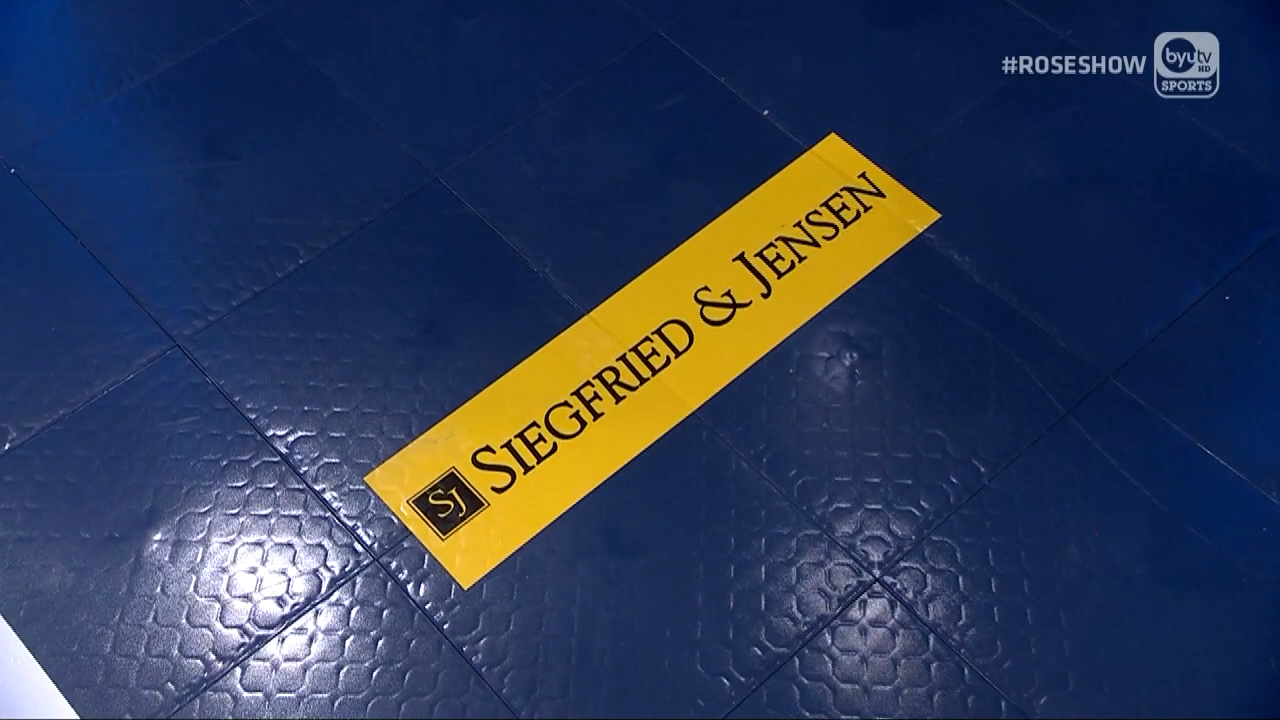 #ROSESHOW
byutv
HD
SPORTS
SJ SIEGFRIED & JENSEN